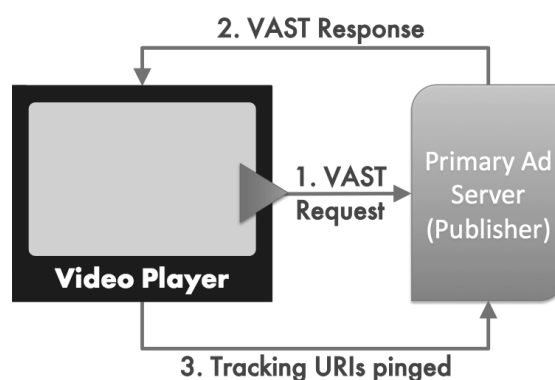 2. VAST Response
1. VAST
Request
Primary Ad
Server
(Publisher)
Video Player
3. Tracking URIs pinged